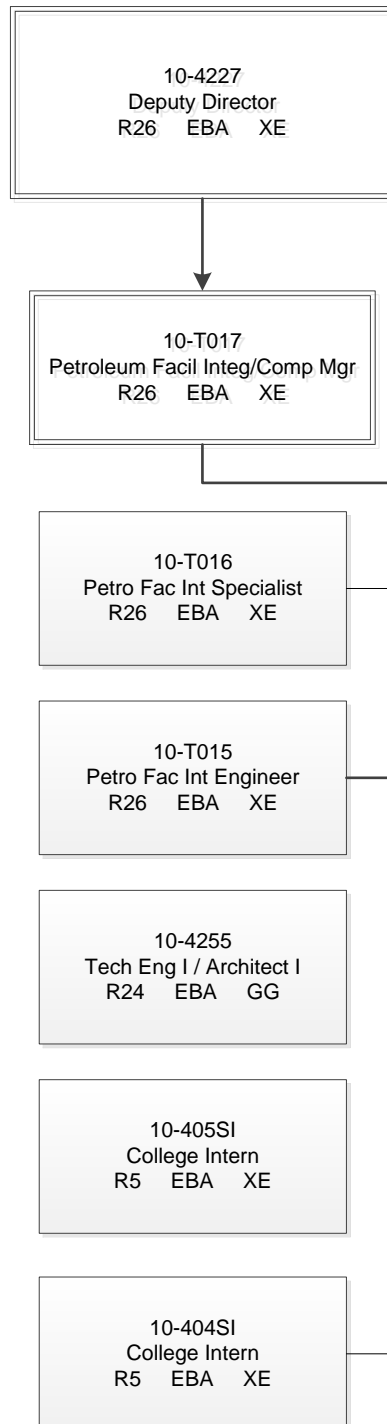 10-4227
Deputy Director
R26 EBA XE
10-T017
Petroleum Facil Integ/Comp Mgr
R26 EBA XE
10-T016
Petro Fac Int Specialist
R26 EBA XE
10-T015
Petro Fac Int Engineer
R26 EBA XE
10-4255
Tech Eng I / Architect I
R24 EBA GG
10-405SI
College Intern
R5 EBA XE
10-404SI
College Intern
R5 EBA XE